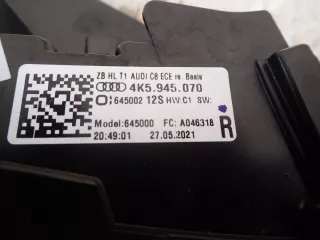 ZB HL T1 AUDI C8 ECE re Basis
4K5.945.070
:645002 12S HW:C1 SW:
Model:645000 FC: A046318
20:49:01 27.05.2021 R